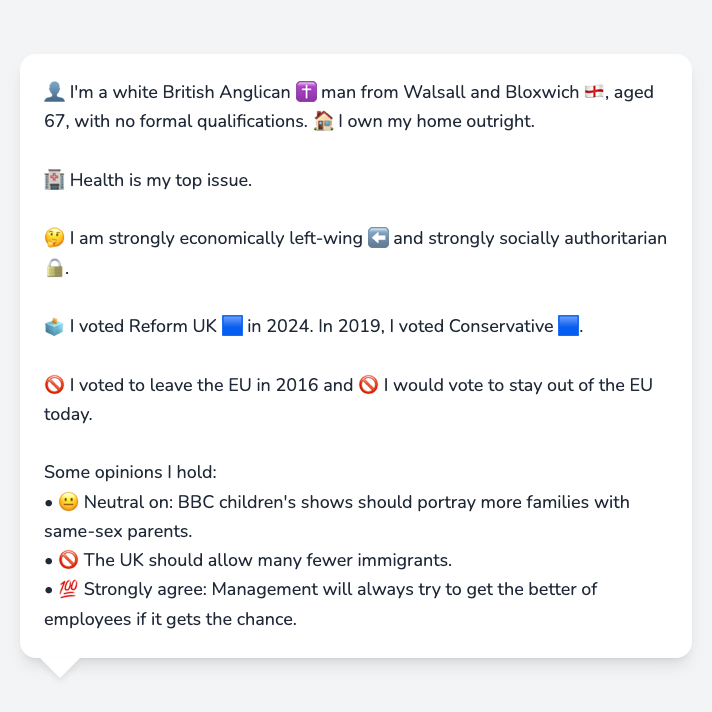 👤 I'm a white British Anglican ✝️ man from Walsall and Bloxwich 🏴󠁧󠁢󠁥󠁮󠁧󠁿, aged
67, with no formal qualifications. 🏠 I own my home outright.
🏥 Health is my top issue.
🤔 I am strongly economically left-wing ⬅️ and strongly socially authoritarian
🔒.
🗳️ I voted Reform UK 🟦 in 2024. In 2019, I voted Conservative 🟦.
🚫 I voted to leave the EU in 2016 and 🚫 I would vote to stay out of the EU
today.
Some opinions I hold:
• 😐 Neutral on: BBC children's shows should portray more families with
same-sex parents.
• 🚫 The UK should allow many fewer immigrants.
• 💯 Strongly agree: Management will always try to get the better of
employees if it gets the chance.